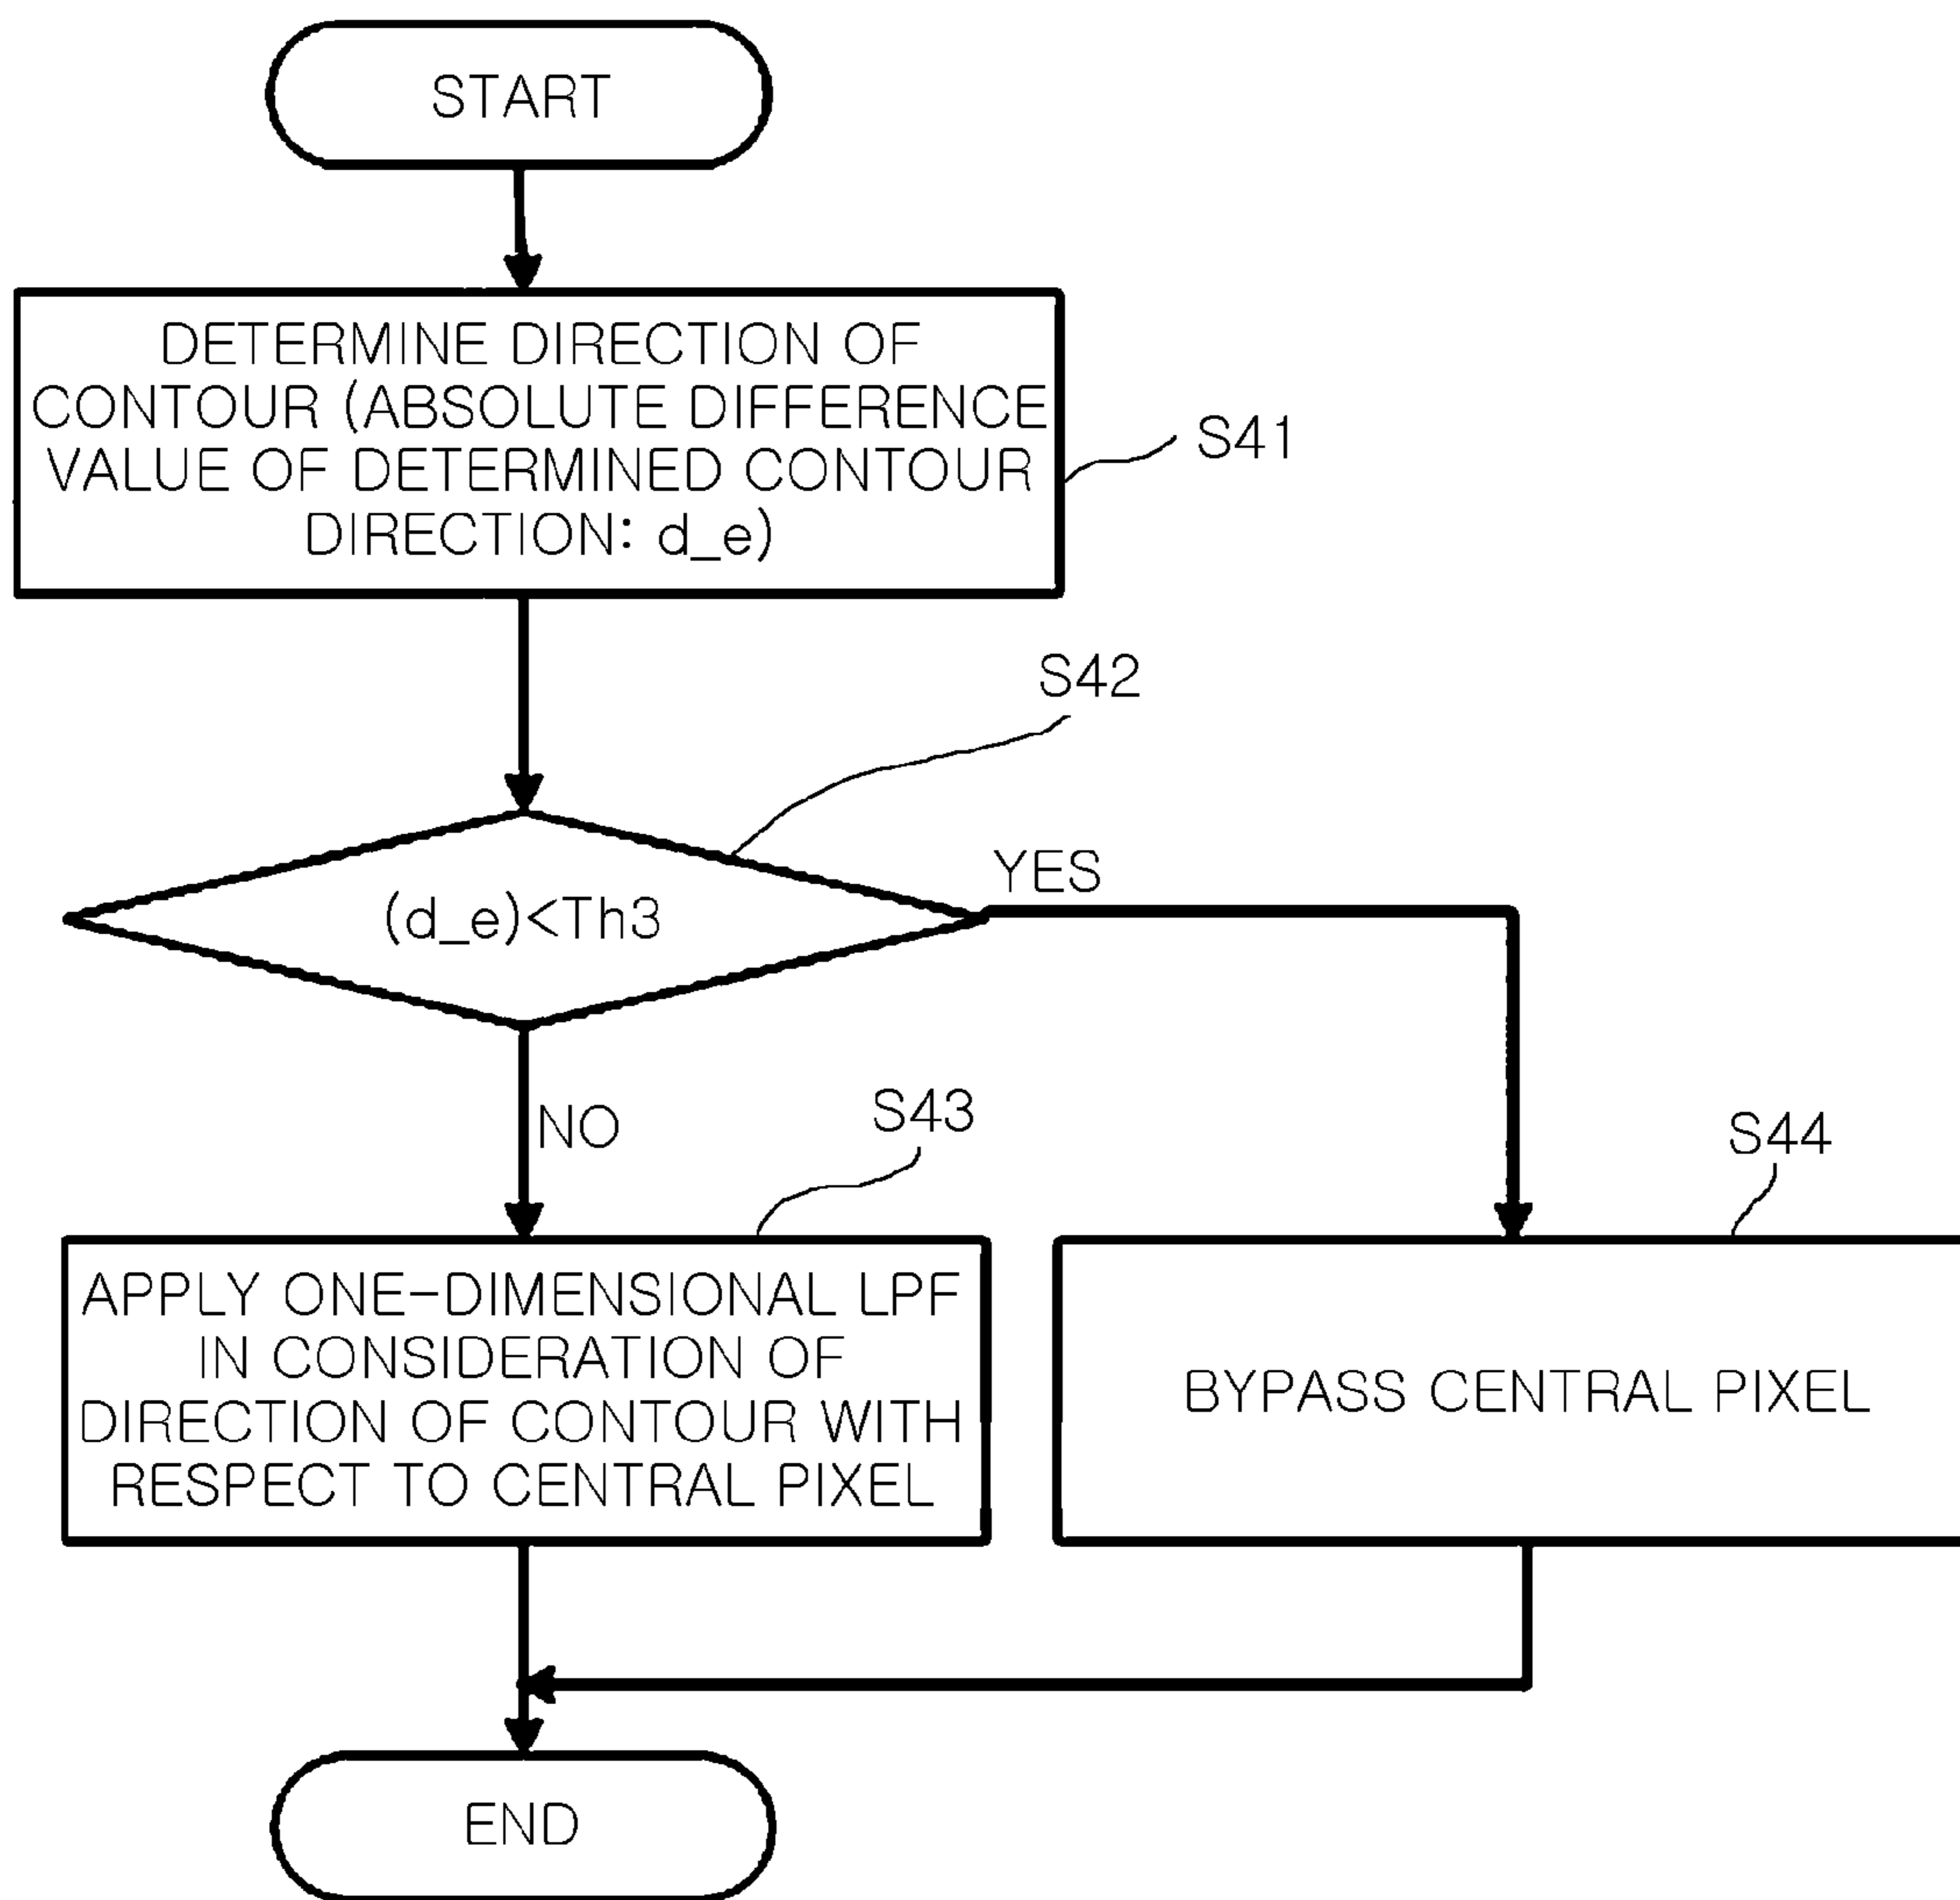 START
DETERMINE DIRECTION OF
CONTOUR (ABSOLUTE DIFFERENCE
VALUE OF DETERMINED CONTOUR
DIRECTION: d_e)
S41
S42
(d_e)<Th3
YES
NO
S43
S44
APPLY ONE-DIMENSIONAL LPF
IN CONSIDERATION OF
DIRECTION OF CONTOUR WITH
RESPECT TO CENTRAL PIXEL
BYPASS CENTRAL PIXEL
END